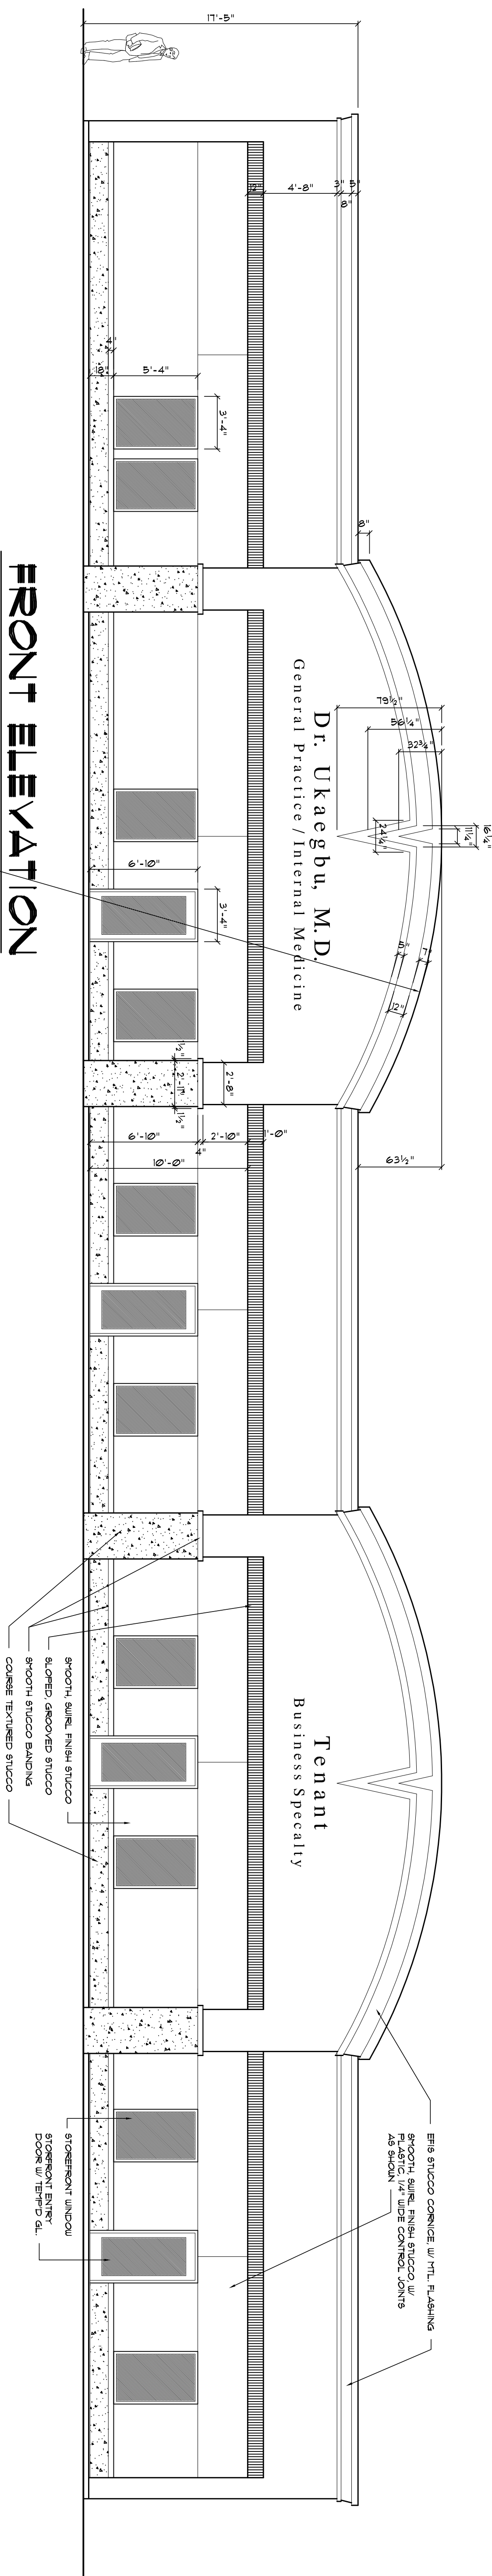 17'-5"
12"
4'-8"
3"
5"
8"
4"
18"
5'-4"
3'-4"
8"
Dr. Ukaegbu, M.D.
General Practice / Internal Medicine
79½"
56¼"
32¾"
24¼"
11¼"
16¼"
6'-10"
3'-4"
5"
7"
12"
1½"
2'-11"
1½"
2'-8"
6'-10"
4"
2'-10"
1'-0"
10'-0"
63½"
Tenant
Business Specalty
SMOOTH, SWIRL FINISH STUCCO
SLOPED, GROOVED STUCCO
SMOOTH STUCCO BANDING
COURSE TEXTURED STUCCO
EFIS STUCCO CORNICE, W/ MTL. FLASHING
SMOOTH, SWIRL FINISH STUCCO, W/
PLASTIC, 1/4" WIDE CONTROL JOINTS
AS SHOWN
STOREFRONT WINDOW
STORFRONT ENTRY
DOOR W/ TEMP'D GL.
FRONT ELEVATION